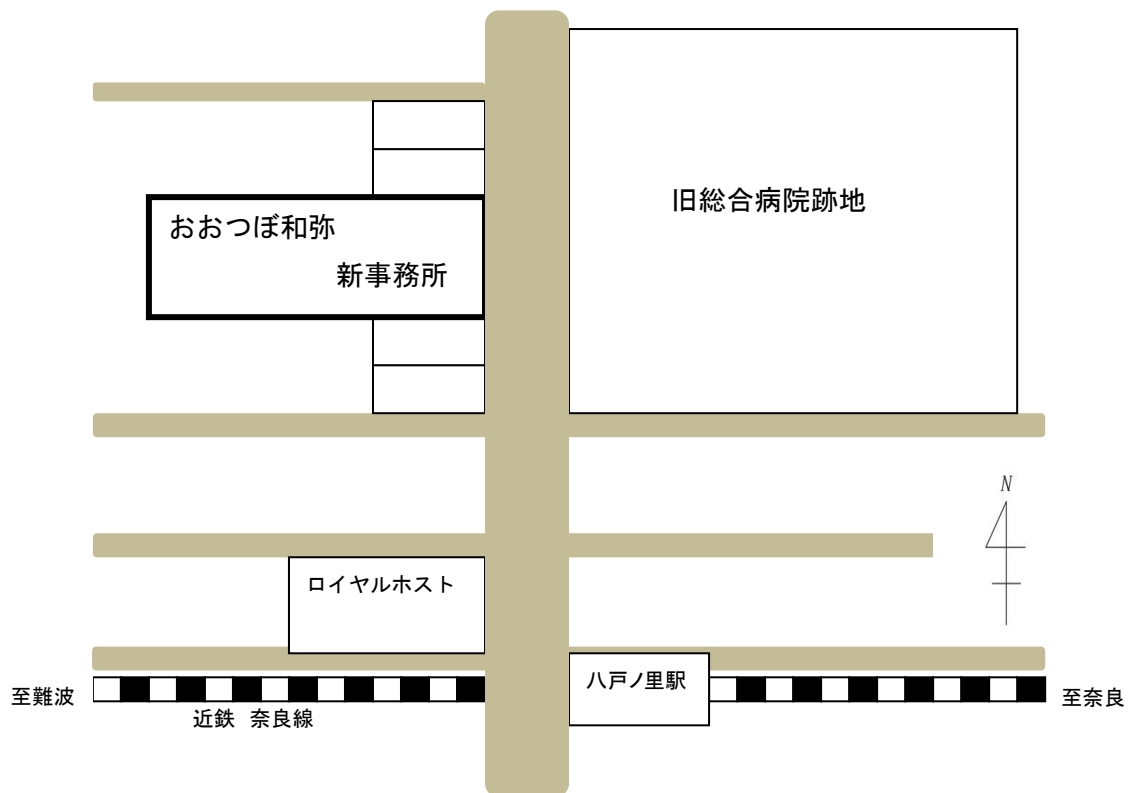 旧総合病院跡地
おおつぼ和弥
新事務所
N
ロイヤルホスト
八戸ノ里駅
至難波
至奈良
近鉄 奈良線